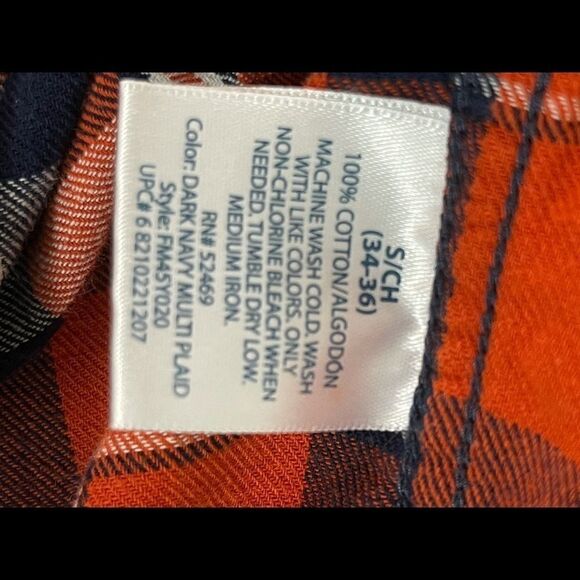 S/CH
(34-36)
100% COTTON/ALGODÓN
MACHINE WASH COLD, WASH
WITH LIKE COLORS. ONLY
NON-CHLORINE BLEACH WHEN
NEEDED. TUMBLE DRY LOW.
MEDIUM IRON.
RN# 52469
Color: DARK NAVY MULTI PLAID
Style: FM4SY020
UPC# 6 8210221207